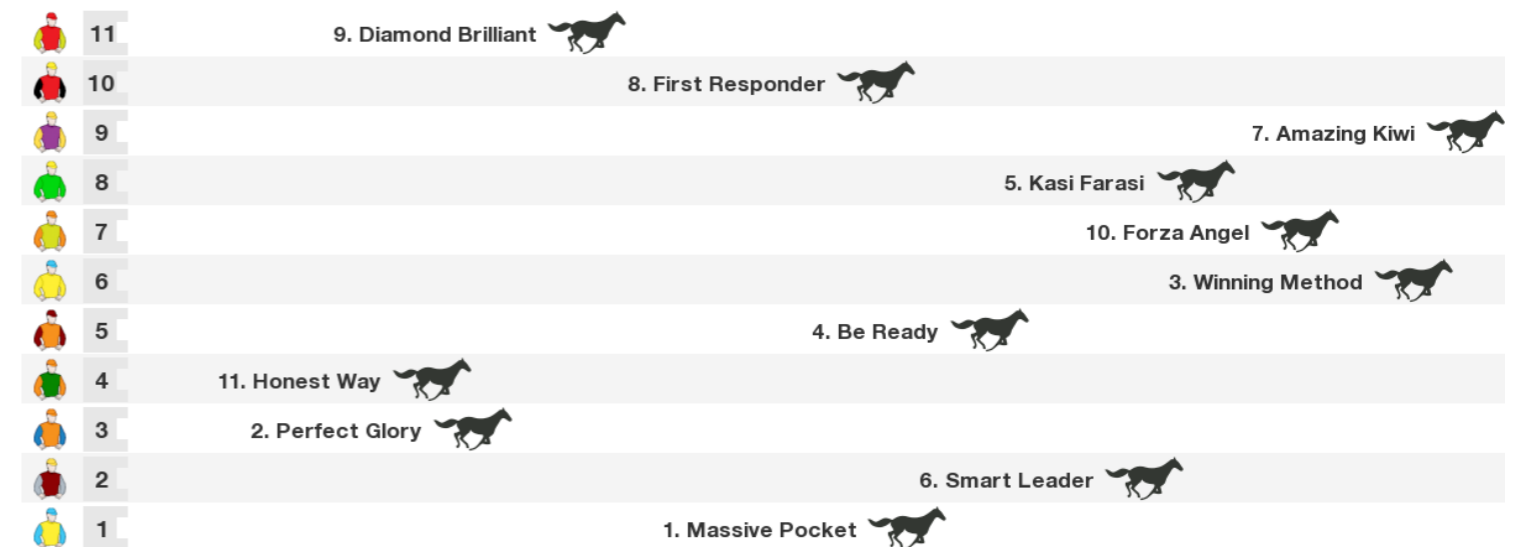 11 9. Diamond Brilliant
10 8. First Responder
9 7. Amazing Kiwi
8 5. Kasi Farasi
7 10. Forza Angel
6 3. Winning Method
5 4. Be Ready
4 11. Honest Way
3 2. Perfect Glory
2 6. Smart Leader
1 1. Massive Pocket